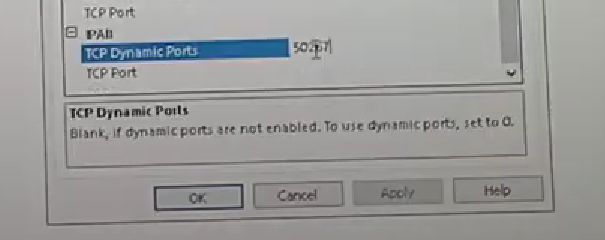 TCP Port
IPAll
TCP Dynamic Ports
TCP Port
TCP Dynamic Ports
Blank, if dynamic ports are not enabled. To use dynamic ports, set to 0.
OK Cancel Apply Help